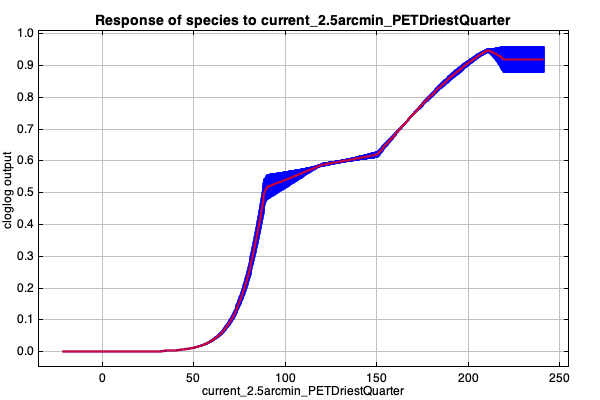 Response of species to current_2.5arcmin_PETDriestQuarter
1.0
0.9
0.8
0.7
0.6
0.5
0.4
0.3
0.2
0.1
0.0
cloglog output
0 50 100 150 200 250
current_2.5arcmin_PETDriestQuarter